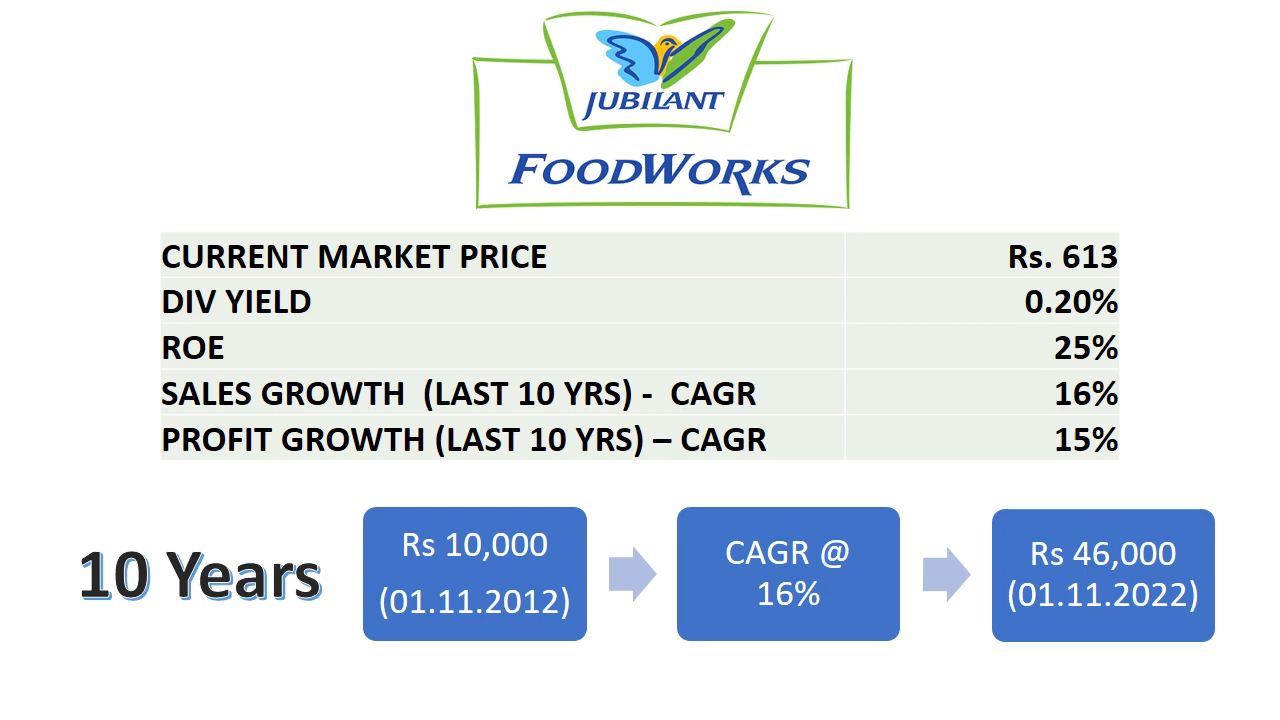 JUBILANT
FOODWORKS
CURRENT MARKET PRICE Rs. 613
DIV YIELD 0.20%
ROE 25%
SALES GROWTH  (LAST 10 YRS) -  CAGR 16%
PROFIT GROWTH (LAST 10 YRS) – CAGR 15%
10 Years
Rs 10,000
(01.11.2012)
CAGR @
16%
Rs 46,000
(01.11.2022)